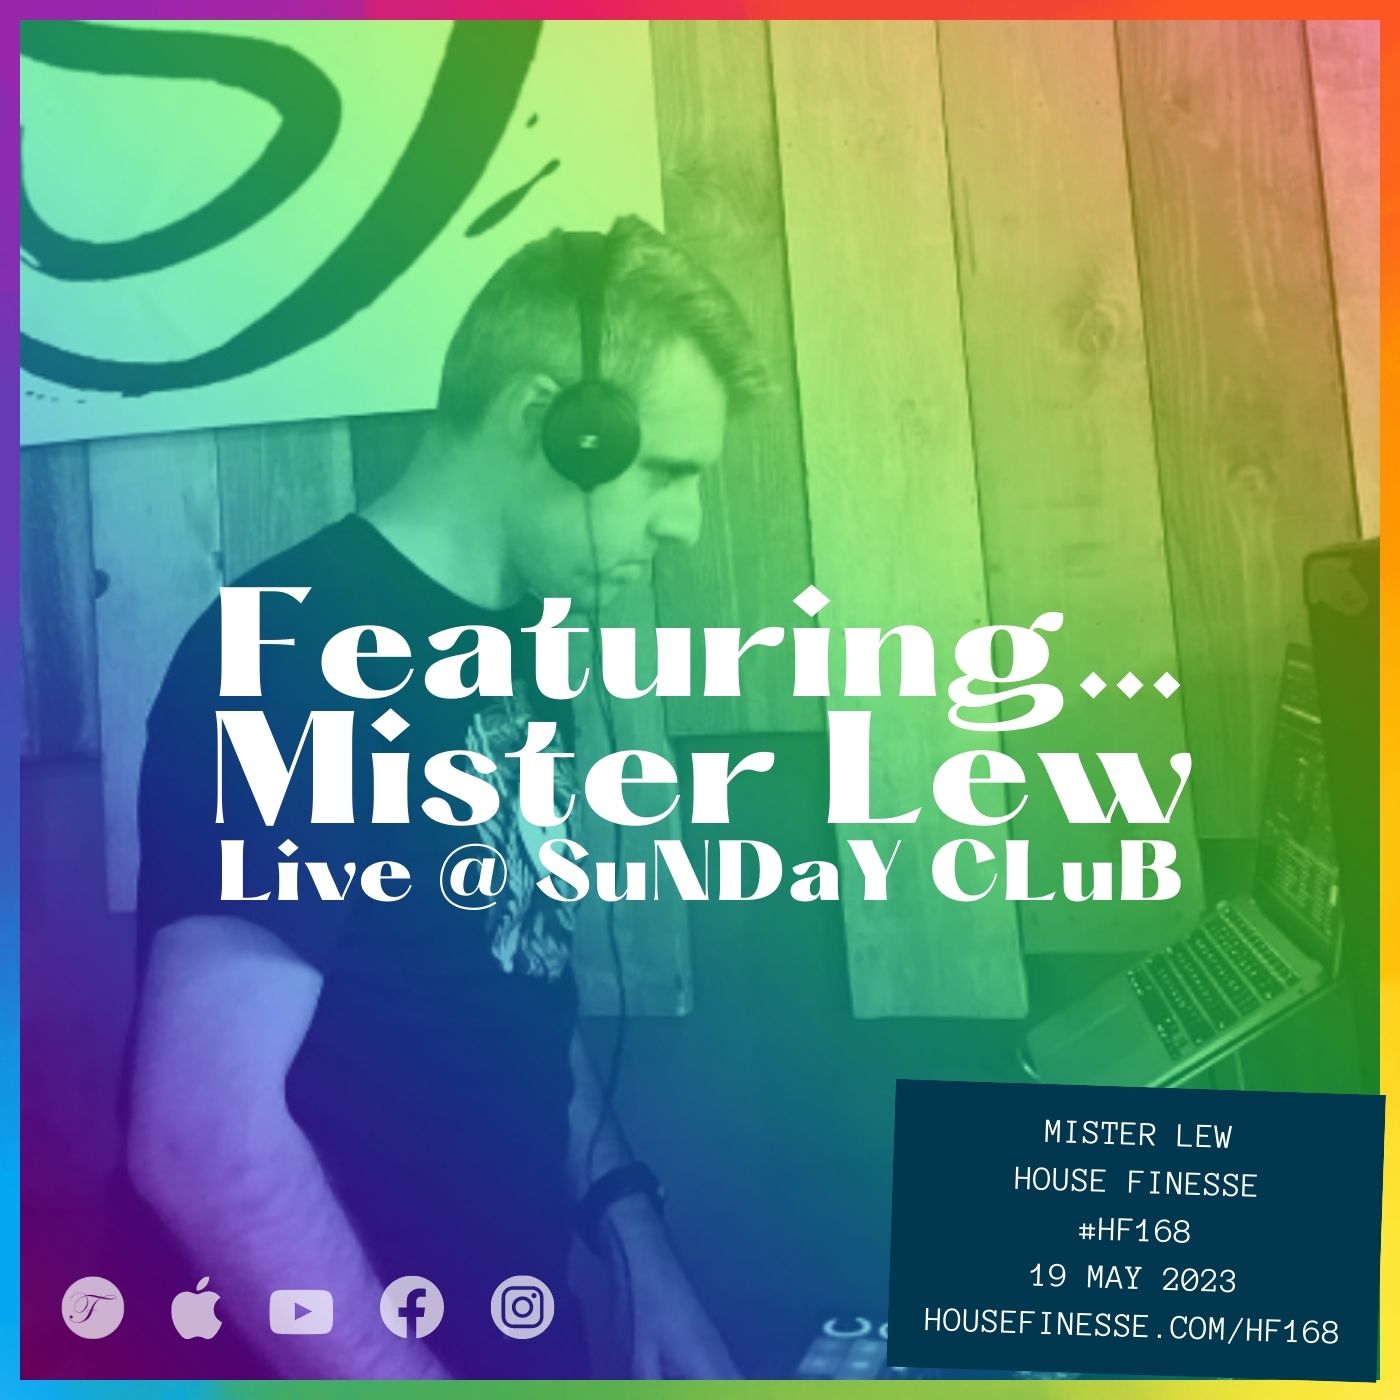 Featuring...
Mister Lew
Live @ SuNDaY CLuB
MISTER LEW
HOUSE FINESSE
#HF168
19 MAY 2023
HOUSEFINESSE.COM/HF168